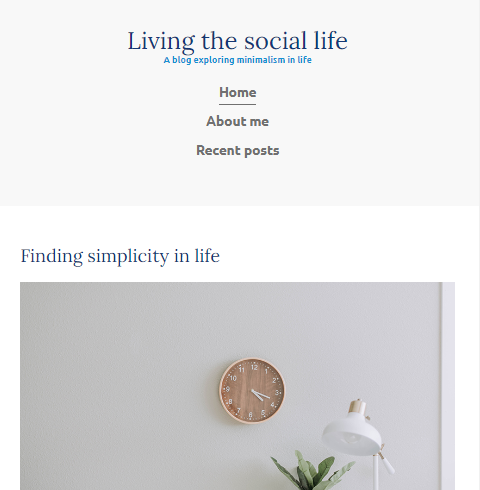 Living the social life
A blog exploring minimalism in life
Home
About me
Recent posts
Finding simplicity in life
12
11
10
9
8
7
6
5
4
3
2